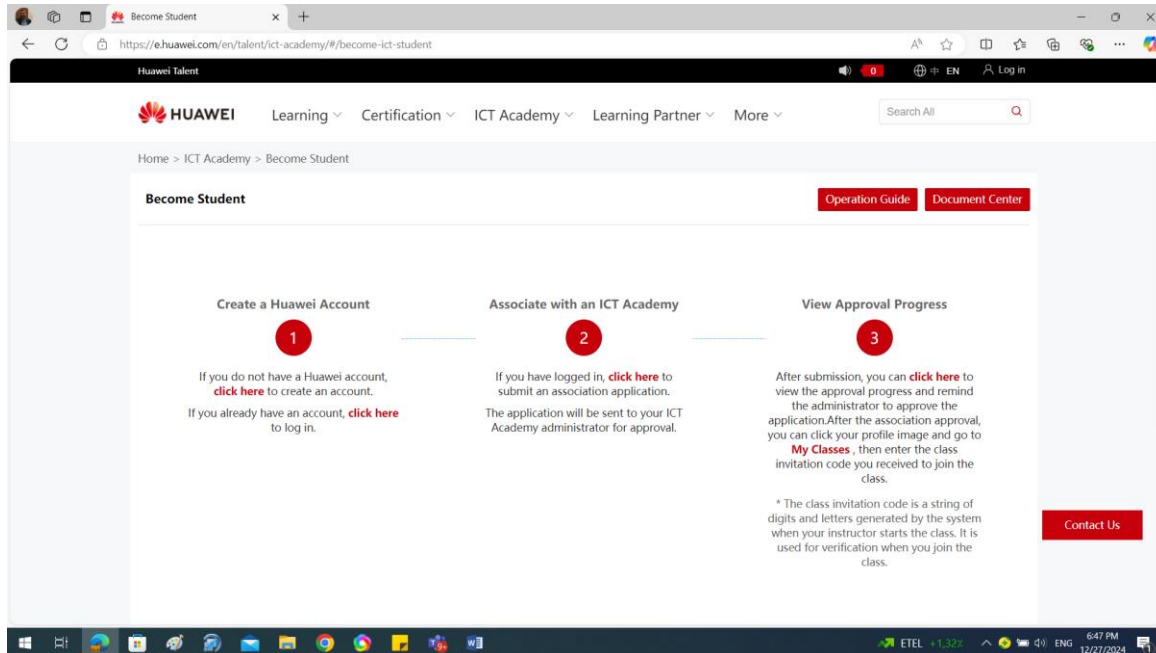 Become Student
https://e.huawei.com/en/talent/ict-academy/#/become-ict-student
Huawei Talent
0
中 EN
Log in
HUAWEI
Learning
Certification
ICT Academy
Learning Partner
More
Search All
Home > ICT Academy > Become Student
Become Student
Operation Guide
Document Center
Create a Huawei Account
1
If you do not have a Huawei account,
click here to create an account.
If you already have an account, click here
to log in.
Associate with an ICT Academy
2
If you have logged in, click here to
submit an association application.
The application will be sent to your ICT
Academy administrator for approval.
View Approval Progress
3
After submission, you can click here to
view the approval progress and remind
the administrator to approve the
application.After the association approval,
you can click your profile image and go to
My Classes , then enter the class
invitation code you received to join the
class.
* The class invitation code is a string of
digits and letters generated by the system
when your instructor starts the class. It is
used for verification when you join the
class.
Contact Us
ETEL +1,32%
ENG
6:47 PM
12/27/2024